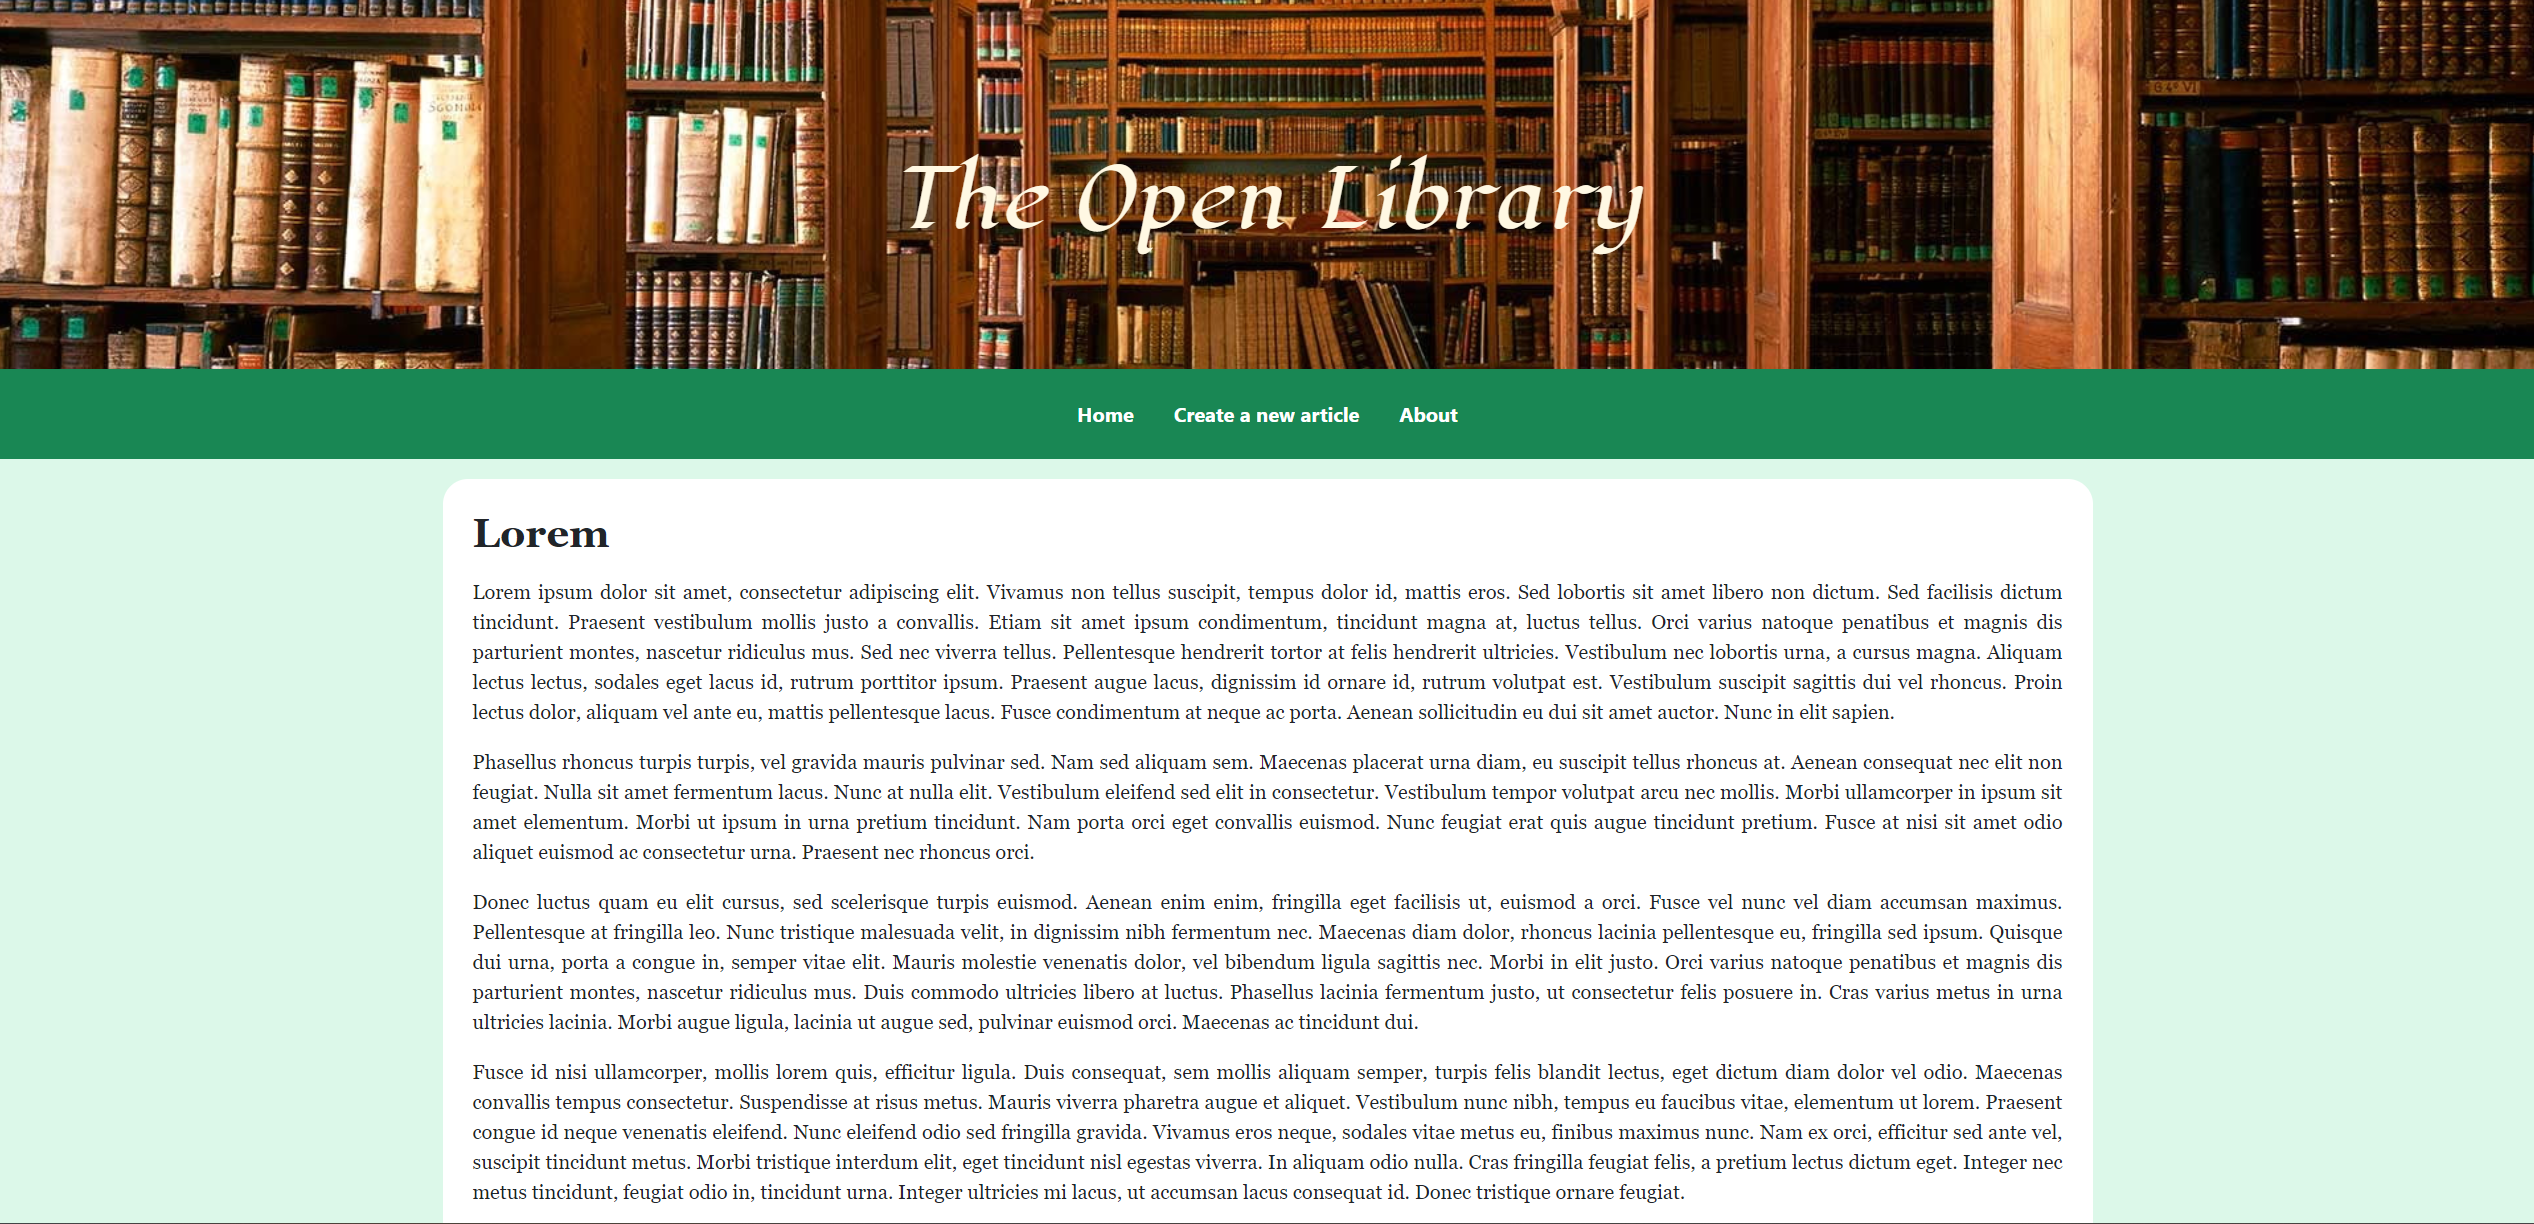 The Open Library
Home Create a new article About
Lorem
Lorem ipsum dolor sit amet, consectetur adipiscing elit. Vivamus non tellus suscipit, tempus dolor id, mattis eros. Sed lobortis sit amet libero non dictum. Sed facilisis dictum
tincidunt. Praesent vestibulum mollis justo a convallis. Etiam sit amet ipsum condimentum, tincidunt magna at, luctus tellus. Orci varius natoque penatibus et magnis dis
parturient montes, nascetur ridiculus mus. Sed nec viverra tellus. Pellentesque hendrerit tortor at felis hendrerit ultricies. Vestibulum nec lobortis urna, a cursus magna. Aliquam
lectus lectus, sodales eget lacus id, rutrum porttitor ipsum. Praesent augue lacus, dignissim id ornare id, rutrum volutpat est. Vestibulum suscipit sagittis dui vel rhoncus. Proin
lectus dolor, aliquam vel ante eu, mattis pellentesque lacus. Fusce condimentum at neque ac porta. Aenean sollicitudin eu dui sit amet auctor. Nunc in elit sapien.
Phasellus rhoncus turpis turpis, vel gravida mauris pulvinar sed. Nam sed aliquam sem. Maecenas placerat urna diam, eu suscipit tellus rhoncus at. Aenean consequat nec elit non
feugiat. Nulla sit amet fermentum lacus. Nunc at nulla elit. Vestibulum eleifend sed elit in consectetur. Vestibulum tempor volutpat arcu nec mollis. Morbi ullamcorper in ipsum sit
amet elementum. Morbi ut ipsum in urna pretium tincidunt. Nam porta orci eget convallis euismod. Nunc feugiat erat quis augue tincidunt pretium. Fusce at nisi sit amet odio
aliquet euismod ac consectetur urna. Praesent nec rhoncus orci.
Donec luctus quam eu elit cursus, sed scelerisque turpis euismod. Aenean enim enim, fringilla eget facilisis ut, euismod a orci. Fusce vel nunc vel diam accumsan maximus.
Pellentesque at fringilla leo. Nunc tristique malesuada velit, in dignissim nibh fermentum nec. Maecenas diam dolor, rhoncus lacinia pellentesque eu, fringilla sed ipsum. Quisque
dui urna, porta a congue in, semper vitae elit. Mauris molestie venenatis dolor, vel bibendum ligula sagittis nec. Morbi in elit justo. Orci varius natoque penatibus et magnis dis
parturient montes, nascetur ridiculus mus. Duis commodo ultricies libero at luctus. Phasellus lacinia fermentum justo, ut consectetur felis posuere in. Cras varius metus in urna
ultricies lacinia. Morbi augue ligula, lacinia ut augue sed, pulvinar euismod orci. Maecenas ac tincidunt dui.
Fusce id nisi ullamcorper, mollis lorem quis, efficitur ligula. Duis consequat, sem mollis aliquam semper, turpis felis blandit lectus, eget dictum diam dolor vel odio. Maecenas
convallis tempus consectetur. Suspendisse at risus metus. Mauris viverra pharetra augue et aliquet. Vestibulum nunc nibh, tempus eu faucibus vitae, elementum ut lorem. Praesent
congue id neque venenatis eleifend. Nunc eleifend odio sed fringilla gravida. Vivamus eros neque, sodales vitae metus eu, finibus maximus nunc. Nam ex orci, efficitur sed ante vel,
suscipit tincidunt metus. Morbi tristique interdum elit, eget tincidunt nisl egestas viverra. In aliquam odio nulla. Cras fringilla feugiat felis, a pretium lectus dictum eget. Integer nec
metus tincidunt, feugiat odio in, tincidunt urna. Integer ultricies mi lacus, ut accumsan lacus consequat id. Donec tristique ornare feugiat.